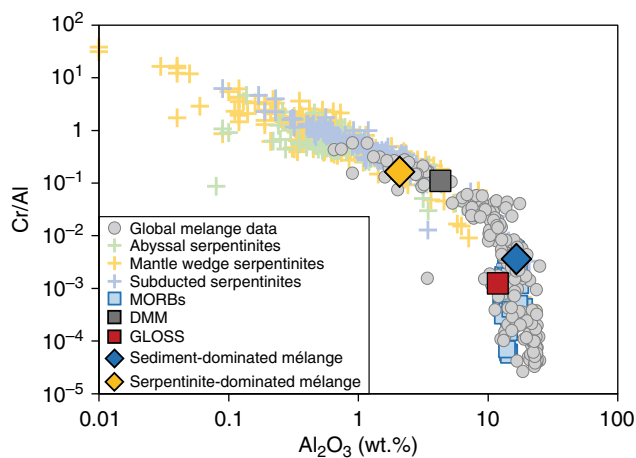 10²
10¹
1
10⁻¹
10⁻²
10⁻³
10⁻⁴
10⁻⁵
Cr/Al
Global melange data
Abyssal serpentinites
Mantle wedge serpentinites
Subducted serpentinites
MORBs
DMM
GLOSS
Sediment-dominated mélange
Serpentinite-dominated mélange
0.01 0.1 1 10 100
Al₂O₃ (wt.%)